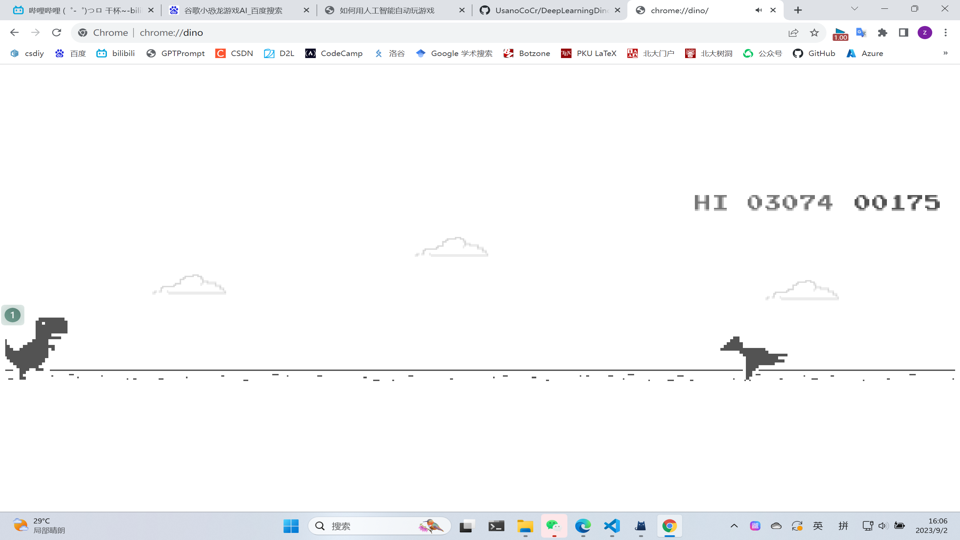 哔哩哔哩 (゜-゜)つロ 干杯~-bili
谷歌小恐龙游戏AI_百度搜索
如何用人工智能自动玩游戏
UsanoCoCr/DeepLearningDin
chrome://dino/
Chrome | chrome://dino
1.00
z
csdiy
百度
bilibili
GPTPrompt
CSDN
D2L
CodeCamp
洛谷
Google 学术搜索
Botzone
PKU LaTeX
北大门户
北大树洞
公众号
GitHub
Azure
»
HI 03074 00175
1
29°C
局部晴朗
搜索
英
拼
16:06
2023/9/2